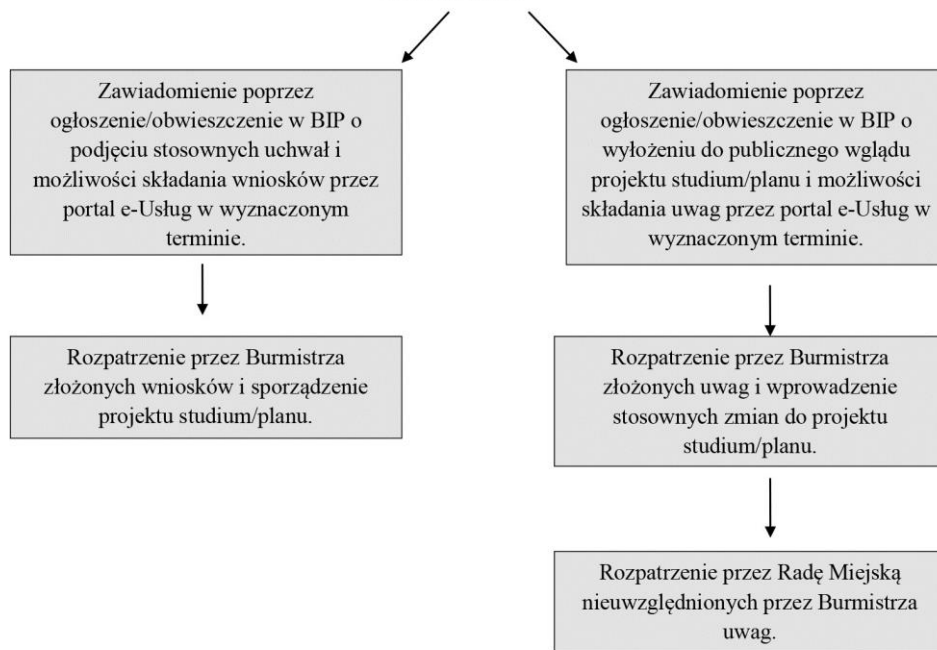 Zawiadomienie poprzez
ogłoszenie/obwieszczenie w BIP o
podjęciu stosownych uchwał i
możliwości składania wniosków przez
portal e-Usług w wyznaczonym
terminie.
Rozpatrzenie przez Burmistrza
złożonych wniosków i sporządzenie
projektu studium/planu.
Zawiadomienie poprzez
ogłoszenie/obwieszczenie w BIP o
wyłożeniu do publicznego wglądu
projektu studium/planu i możliwości
składania uwag przez portal e-Usług w
wyznaczonym terminie.
Rozpatrzenie przez Burmistrza
złożonych uwag i wprowadzenie
stosownych zmian do projektu
studium/planu.
Rozpatrzenie przez Radę Miejską
nieuwzględnionych przez Burmistrza
uwag.